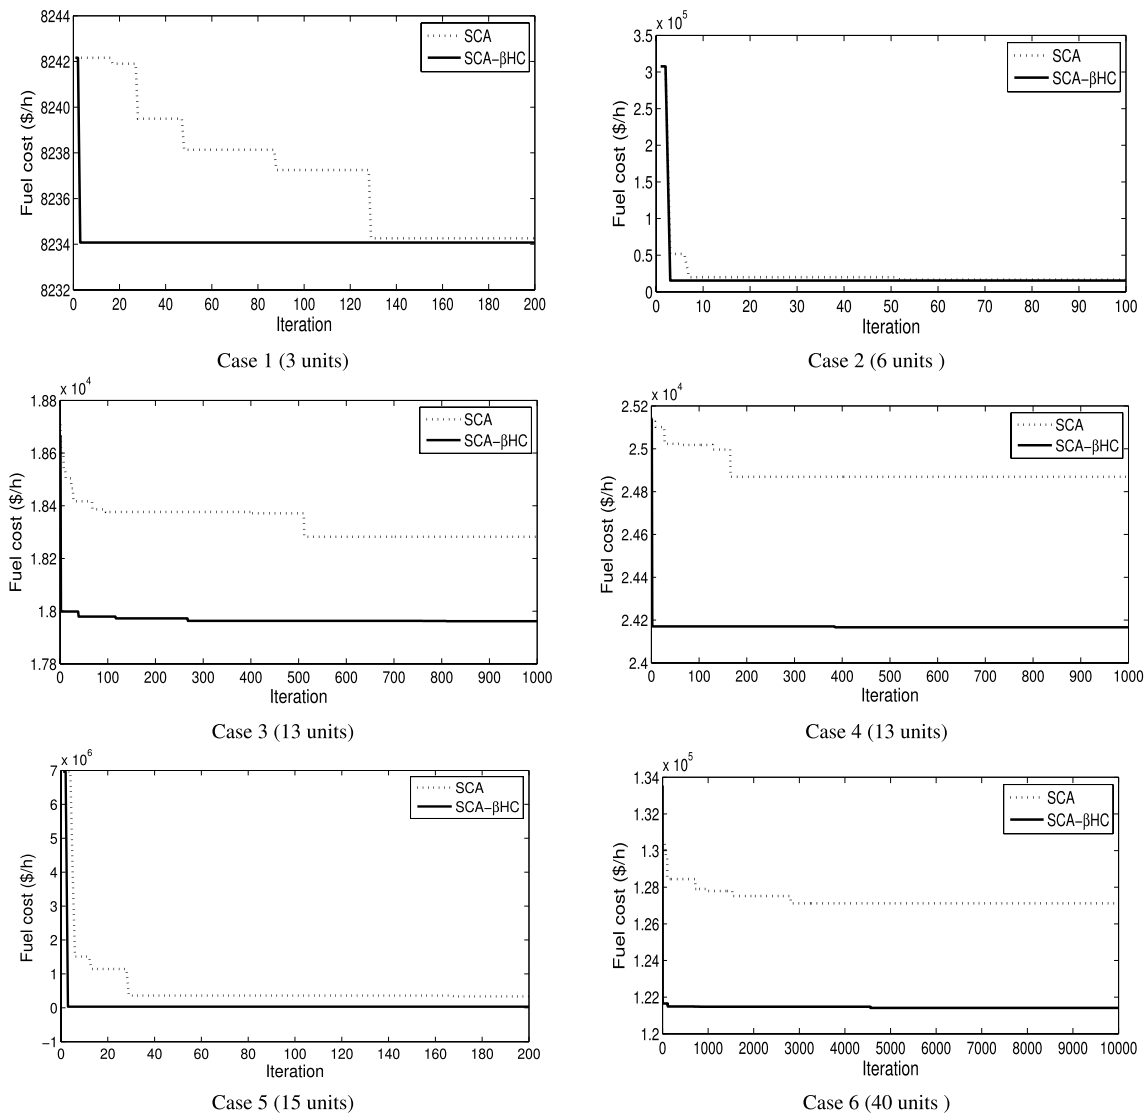 8244
8242
8240
8238
8236
8234
8232
0 20 40 60 80 100 120 140 160 180 200
Fuel cost ($/h)
Iteration
SCA
SCA-βHC
Case 1 (3 units)
x 10^5
3.5
3
2.5
2
1.5
1
0.5
0
0 10 20 30 40 50 60 70 80 90 100
Fuel cost ($/h)
Iteration
SCA
SCA-βHC
Case 2 (6 units )
x 10^4
1.88
1.86
1.84
1.82
1.8
1.78
0 100 200 300 400 500 600 700 800 900 1000
Fuel cost ($/h)
Iteration
SCA
SCA-βHC
Case 3 (13 units)
x 10^4
2.52
2.5
2.48
2.46
2.44
2.42
2.4
0 100 200 300 400 500 600 700 800 900 1000
Fuel cost ($/h)
Iteration
SCA
SCA-βHC
Case 4 (13 units)
x 10^6
7
6
5
4
3
2
1
0
−1
0 20 40 60 80 100 120 140 160 180 200
Fuel cost ($/h)
Iteration
SCA
SCA-βHC
Case 5 (15 units)
x 10^5
1.34
1.32
1.3
1.28
1.26
1.24
1.22
1.2
0 1000 2000 3000 4000 5000 6000 7000 8000 9000 10000
Fuel cost ($/h)
Iteration
SCA
SCA-βHC
Case 6 (40 units )